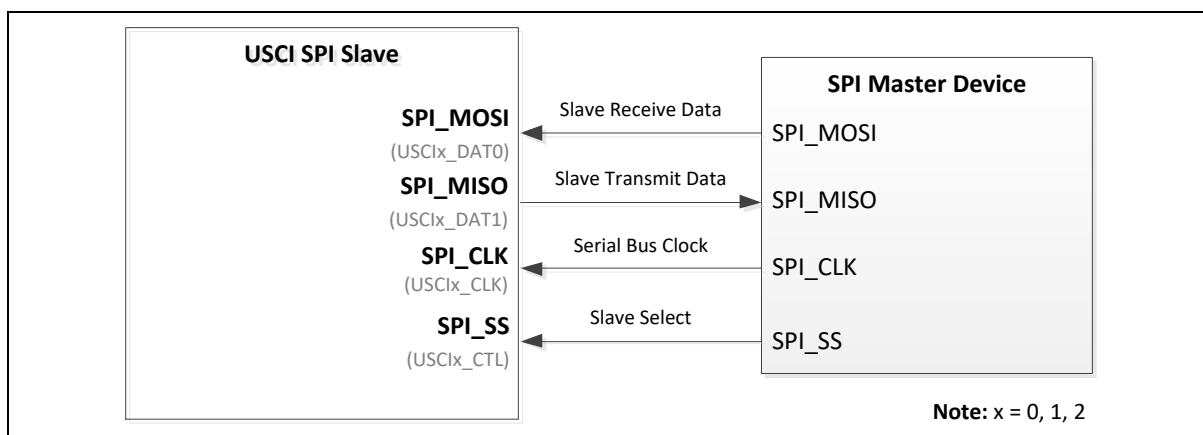 USCI SPI Slave
SPI_MOSI
(USCIx_DAT0)
SPI_MISO
(USCIx_DAT1)
SPI_CLK
(USCIx_CLK)
SPI_SS
(USCIx_CTL)
Slave Receive Data
Slave Transmit Data
Serial Bus Clock
Slave Select
SPI Master Device
SPI_MOSI
SPI_MISO
SPI_CLK
SPI_SS
Note: x = 0, 1, 2